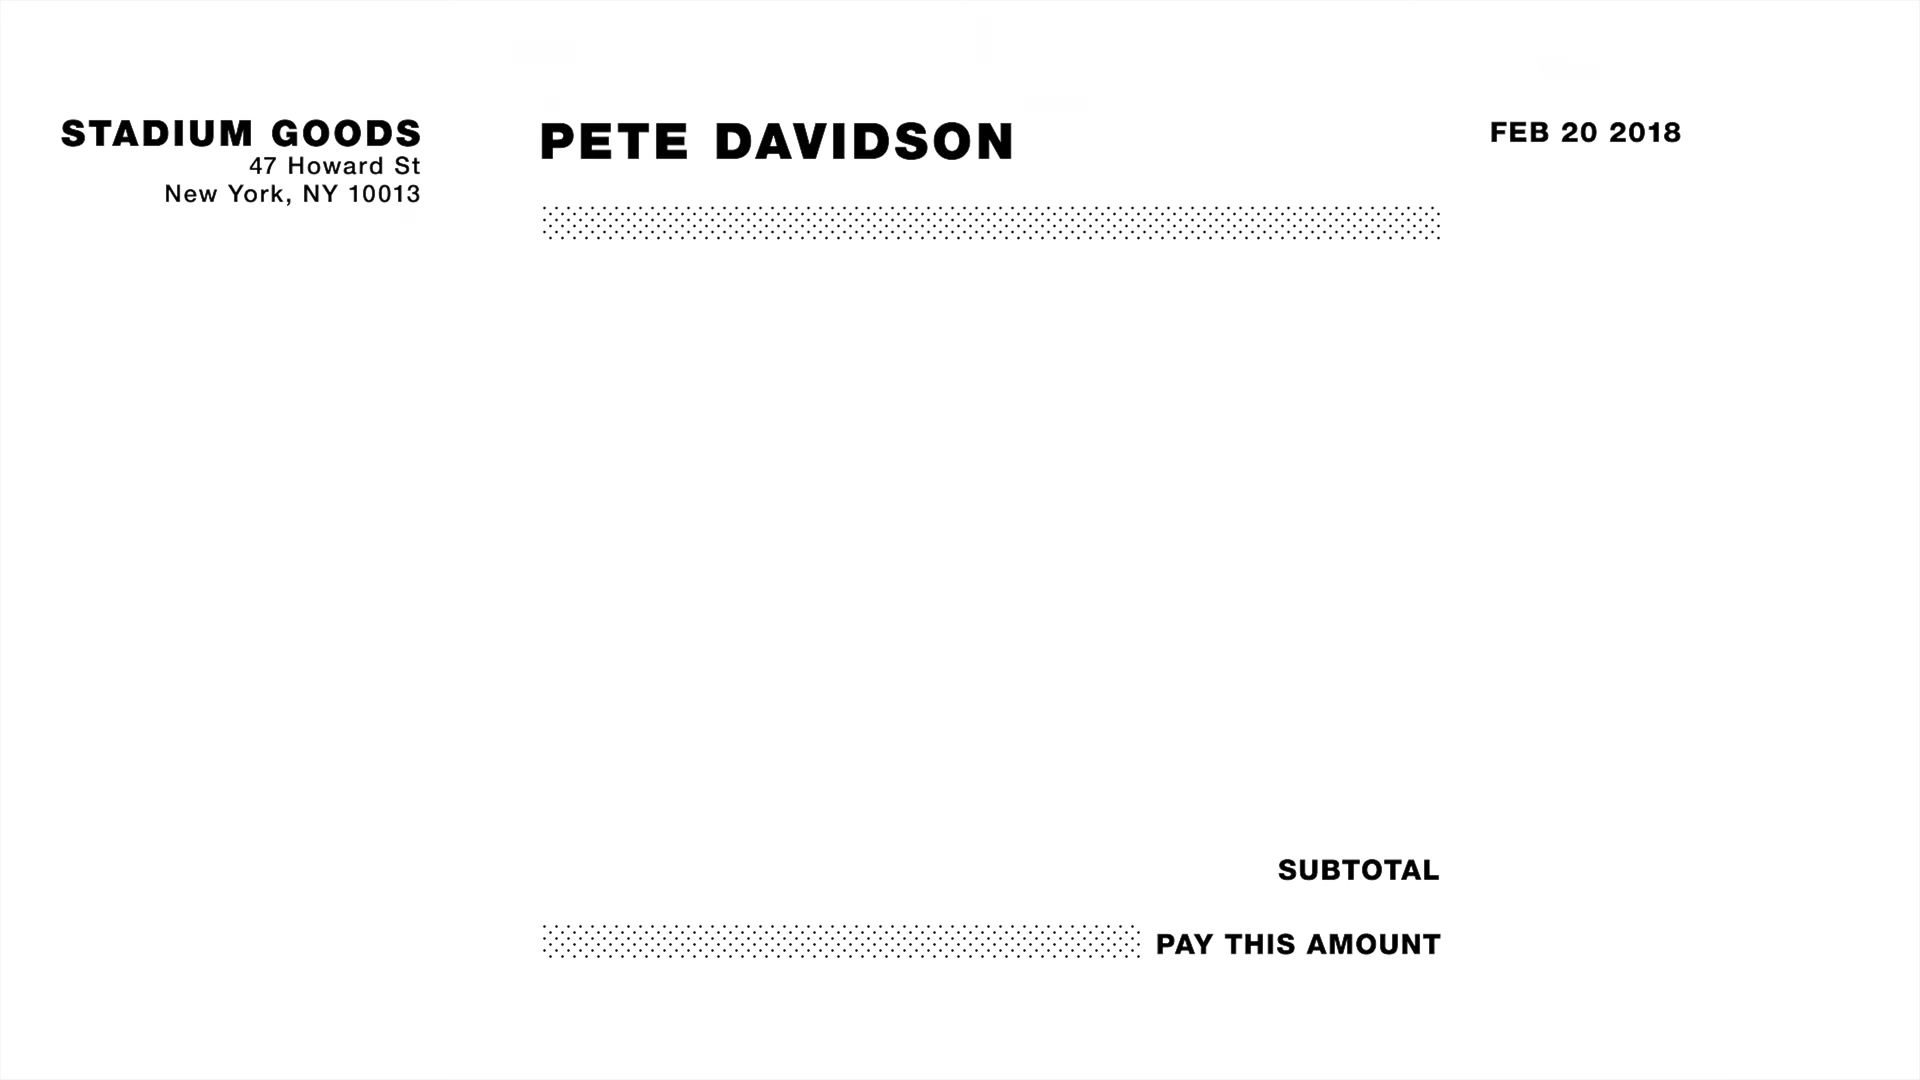 STADIUM GOODS
47 Howard St
New York, NY 10013
PETE DAVIDSON
FEB 20 2018
SUBTOTAL
PAY THIS AMOUNT